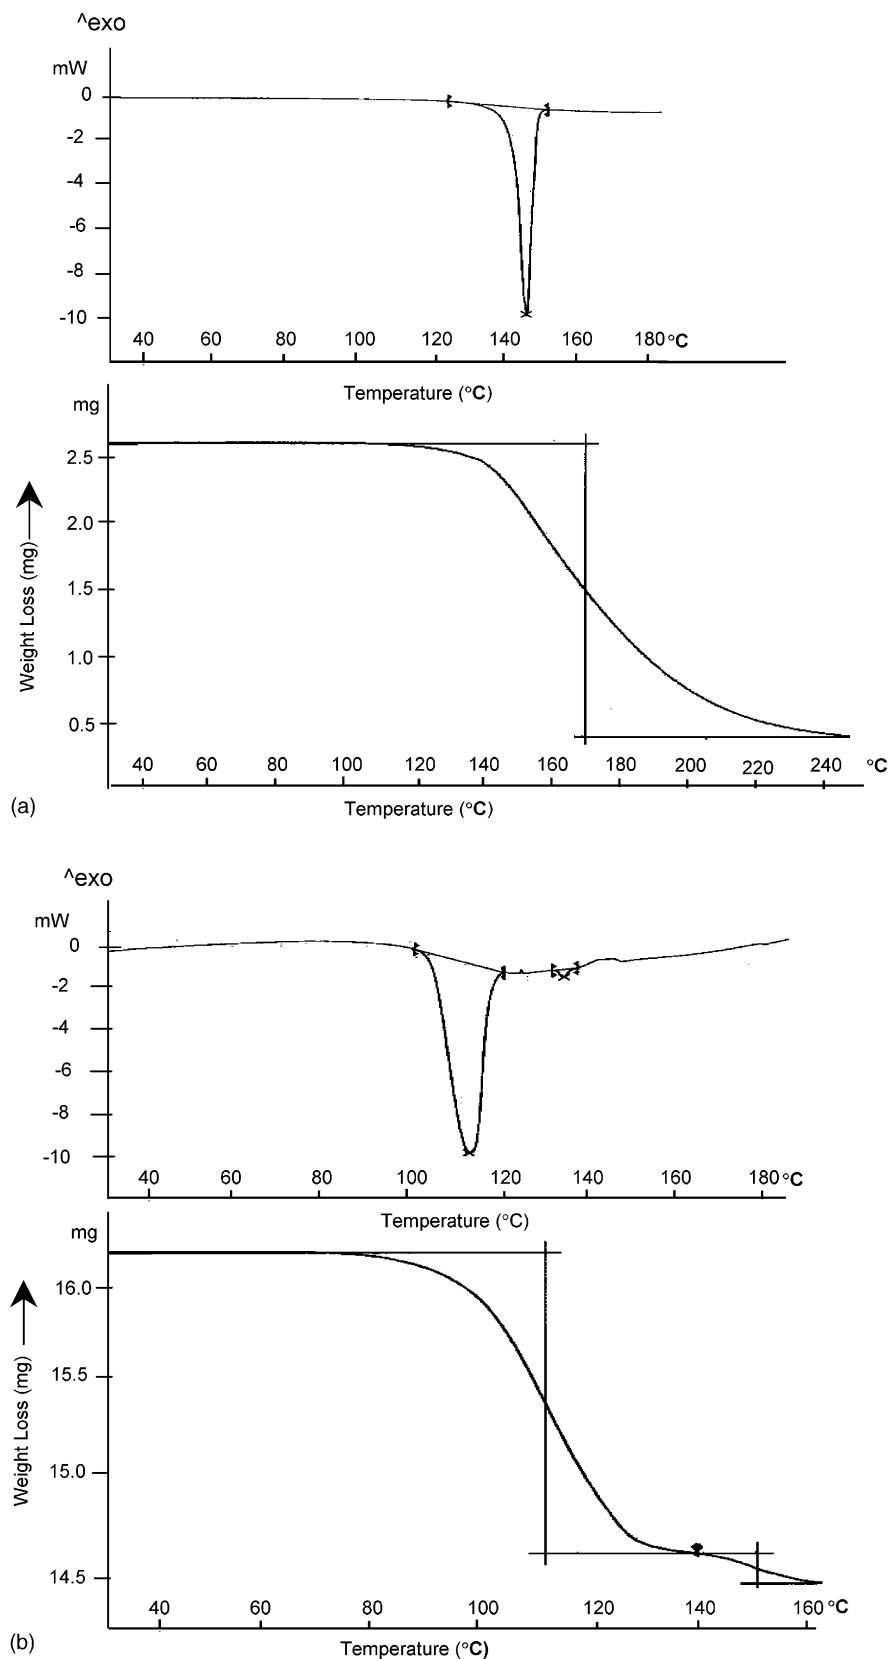 ^exo
mW
0
-2
-4
-6
-8
-10
40 60 80 100 120 140 160 180°C
Temperature (°C)
mg
2.5
2.0
1.5
1.0
0.5
Weight Loss (mg)
40 60 80 100 120 140 160 180 200 220 240 °C
(a)
Temperature (°C)
^exo
mW
0
-2
-4
-6
-8
-10
40 60 80 100 120 140 160 180°C
Temperature (°C)
mg
16.0
15.5
15.0
14.5
Weight Loss (mg)
40 60 80 100 120 140 160 °C
(b)
Temperature (°C)